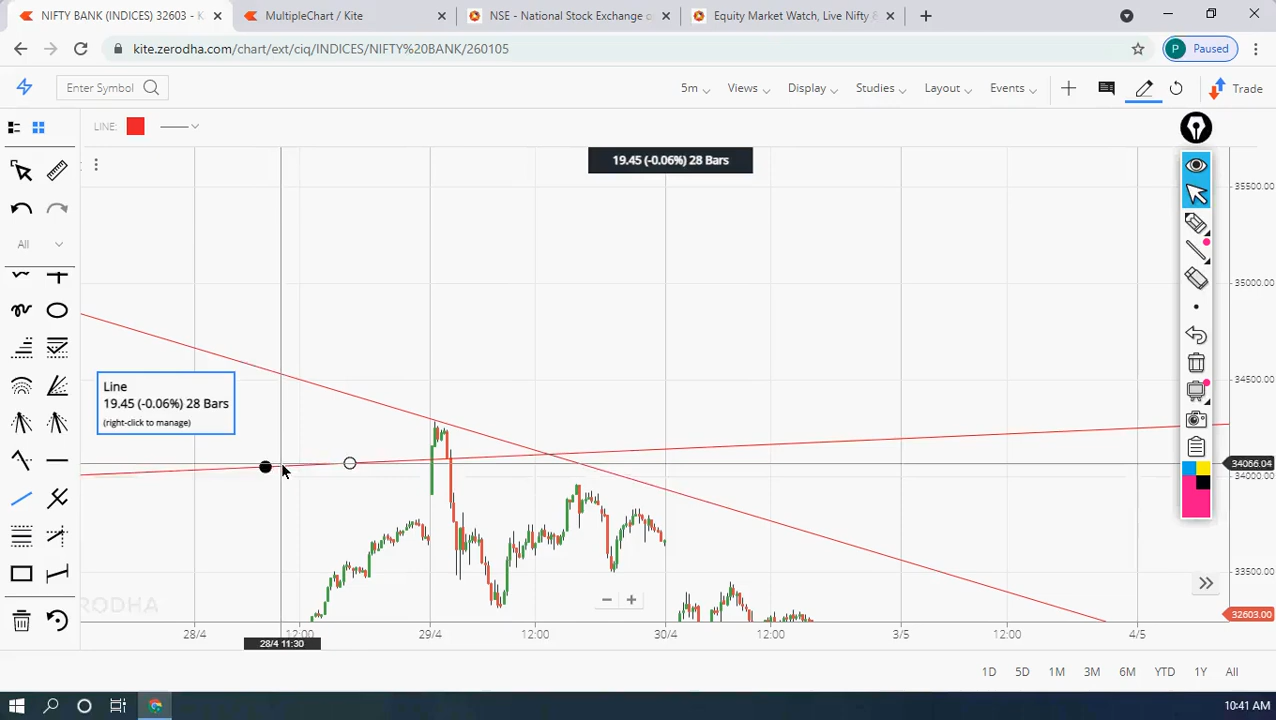 NIFTY BANK (INDICES) 32603 - K
MultipleChart / Kite
NSE - National Stock Exchange o
Equity Market Watch, Live Nifty &
kite.zerodha.com/chart/ext/ciq/INDICES/NIFTY%20BANK/260105
P Paused
Enter Symbol
5m
Views
Display
Studies
Layout
Events
Trade
LINE:
19.45 (-0.06%) 28 Bars
All
Line
19.45 (-0.06%) 28 Bars
(right-click to manage)
35500.00
35000.00
34500.00
34066.04
34000.00
33500.00
32603.00
ERODHA
28/4
12:00
29/4
12:00
30/4
12:00
3/5
12:00
4/5
28/4 11:30
1D
5D
1M
3M
6M
YTD
1Y
All
10:41 AM